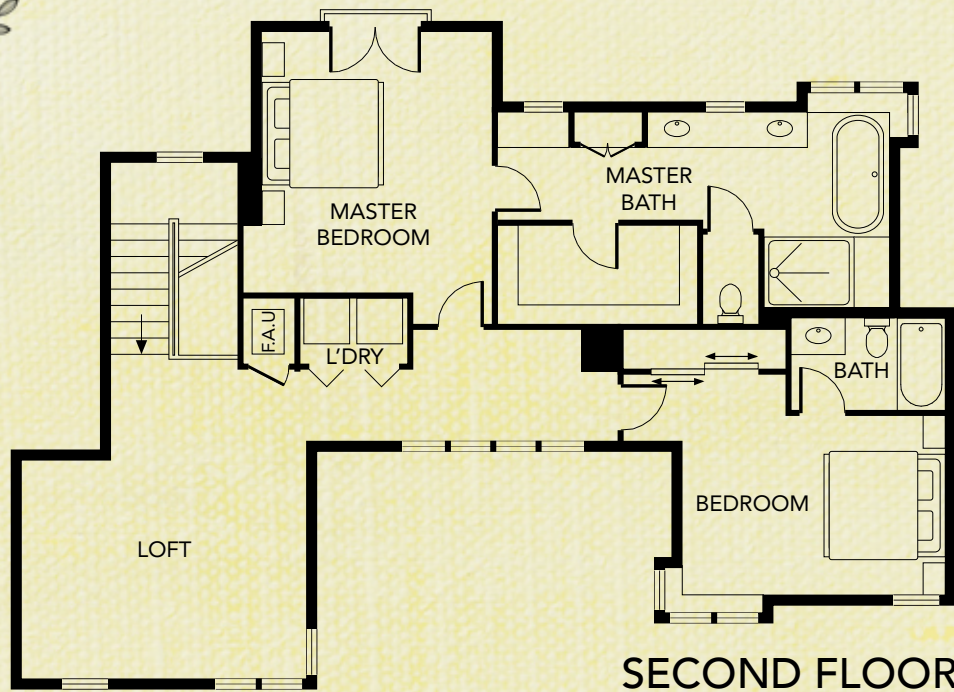 MASTER
BEDROOM
MASTER
BATH
F.A.U
L'DRY
BATH
BEDROOM
LOFT
SECOND FLOOR